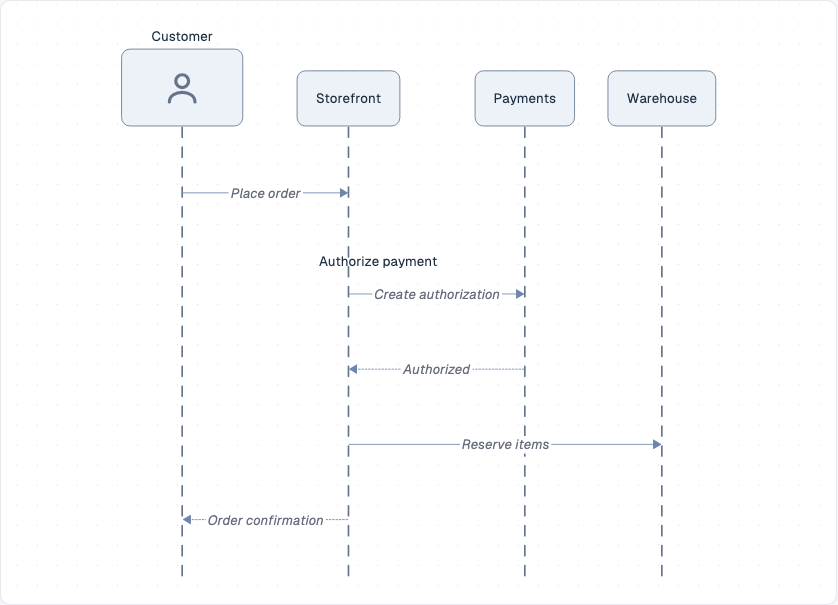 Customer
Storefront
Payments
Warehouse
Place order
Authorize payment
Create authorization
Authorized
Reserve items
Order confirmation